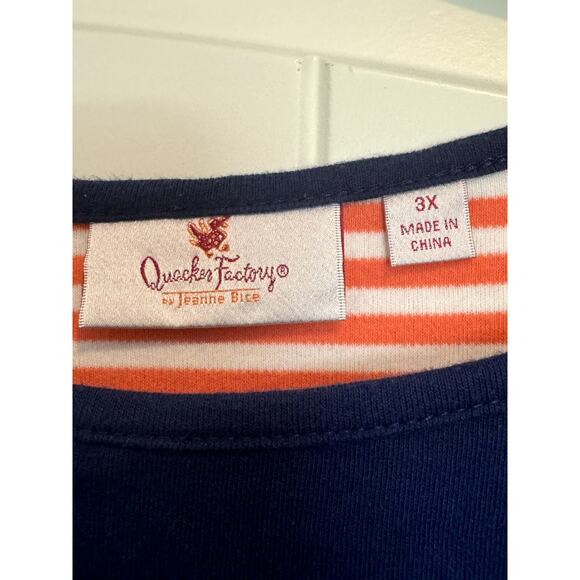 Quacker Factory®
by Jeanne Bice
3X
MADE IN
CHINA